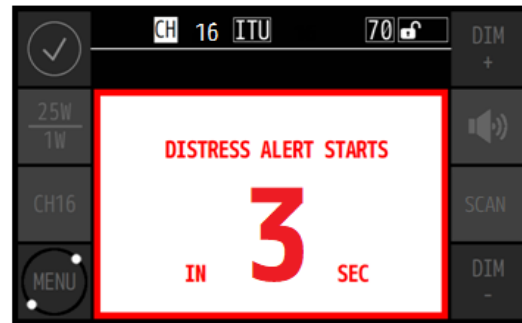 CH 16 ITU 70
DIM
+
25W
1W
CH16
SCAN
MENU
DIM
-
DISTRESS ALERT STARTS
3
IN SEC